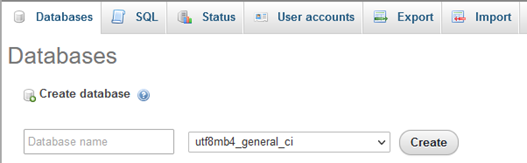 Databases SQL Status User accounts Export Import
Databases
Create database
Database name utf8mb4_general_ci Create